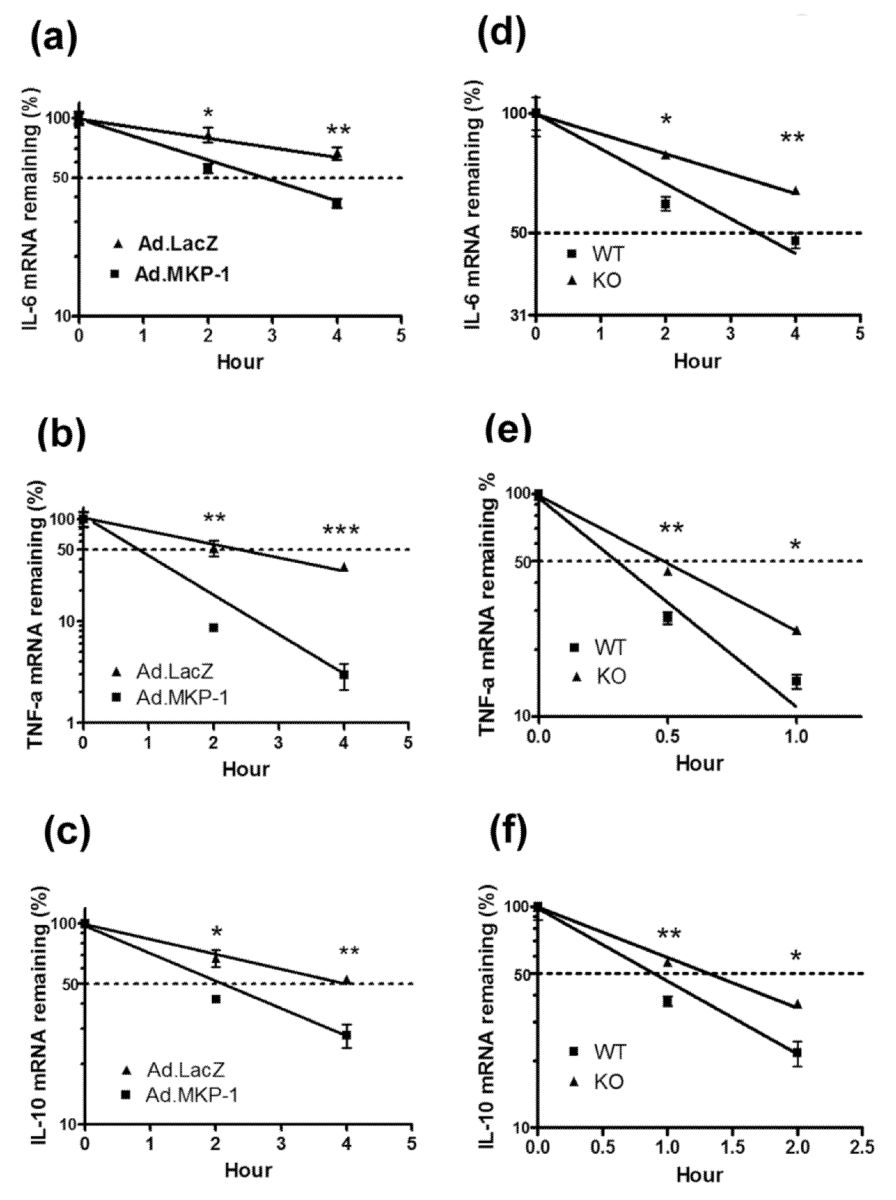 (a)
IL-6 mRNA remaining (%)
100
50
10
* **
Ad.LacZ
Ad.MKP-1
0 1 2 3 4 5
Hour
(d)
IL-6 mRNA remaining (%)
100
50
31
* **
WT
KO
0 1 2 3 4 5
Hour
(b)
TNF-a mRNA remaining (%)
100
50
10
1
** ***
Ad.LacZ
Ad.MKP-1
0 1 2 3 4 5
Hour
(e)
TNF-a mRNA remaining %
100
50
10
** *
WT
KO
0.0 0.5 1.0
Hour
(c)
IL-10 mRNA remaining (%)
100
50
10
* **
Ad.LacZ
Ad.MKP-1
0 1 2 3 4 5
Hour
(f)
IL-10 mRNA remaining (%)
100
50
10
** *
WT
KO
0.0 0.5 1.0 1.5 2.0 2.5
Hour